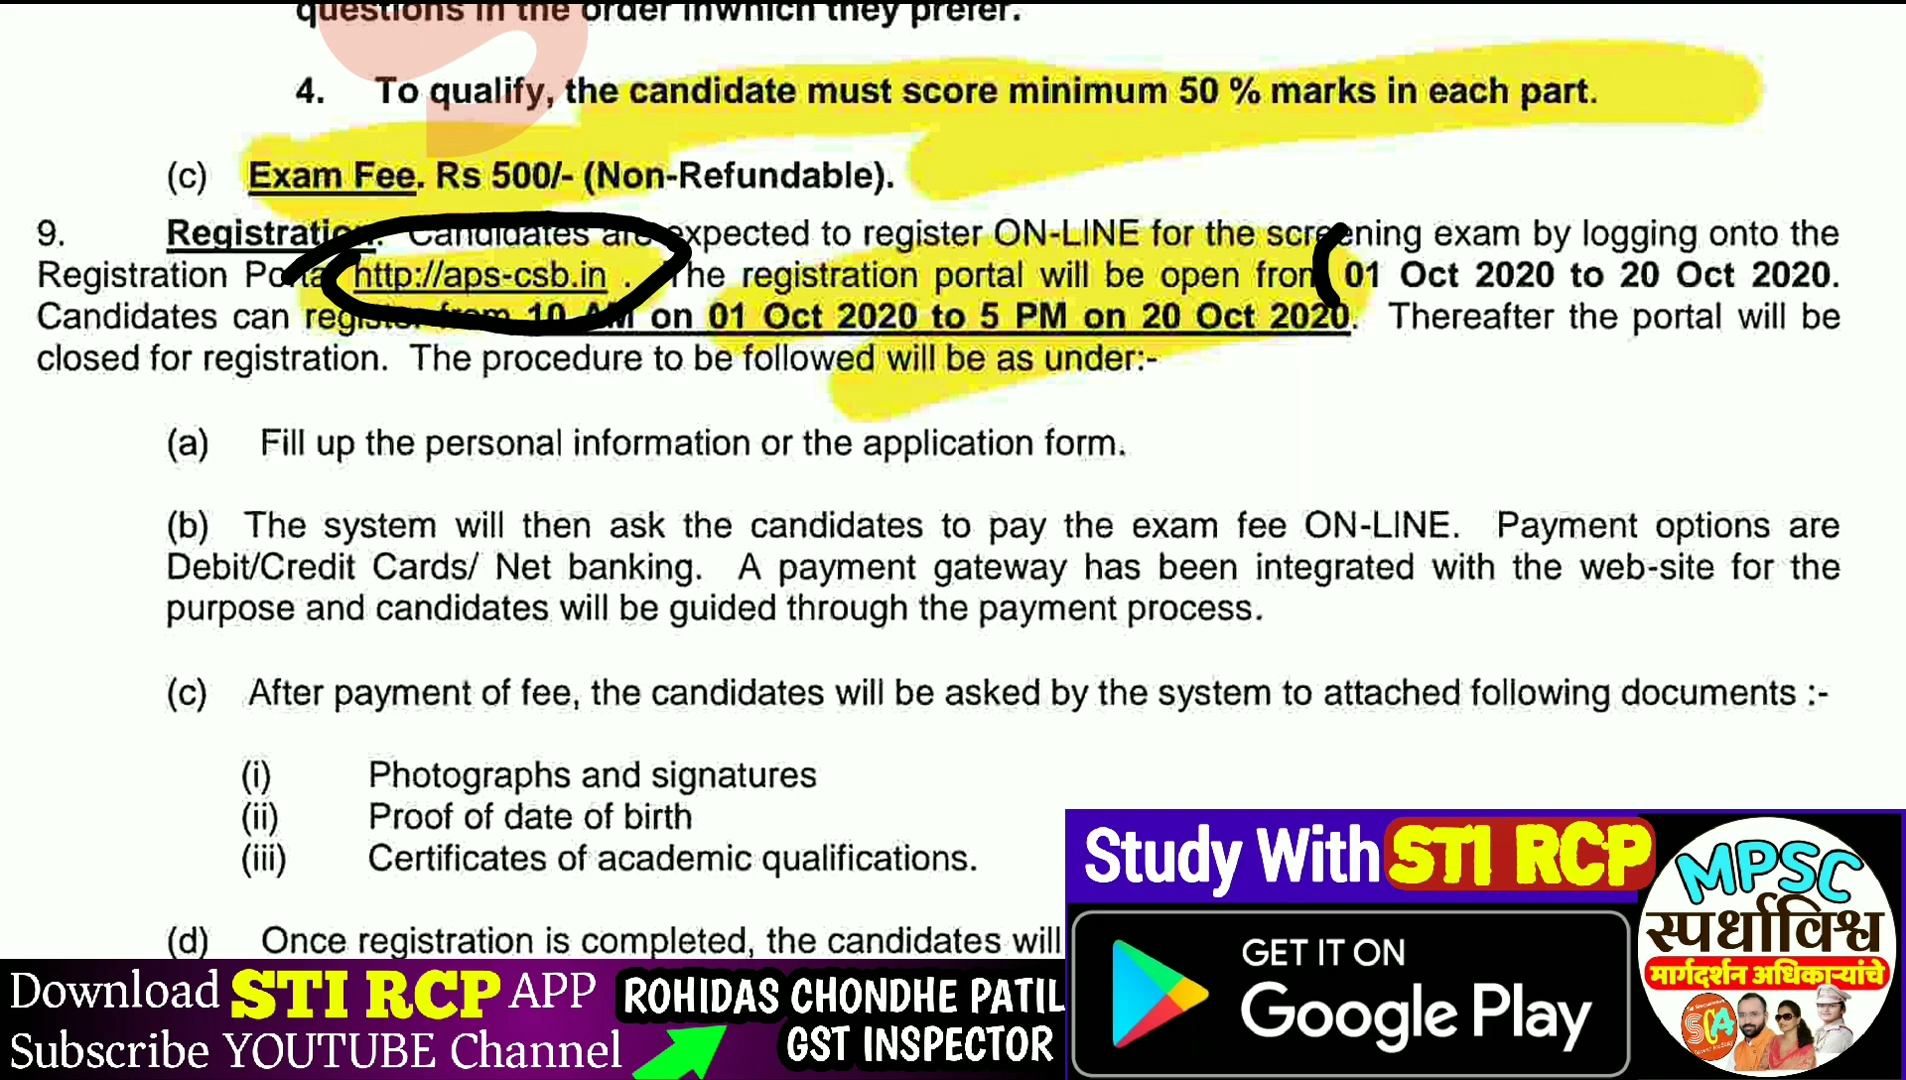 questions in the order inwhich they prefer.
4. To qualify, the candidate must score minimum 50 % marks in each part.
(c) Exam Fee. Rs 500/- (Non-Refundable).
9. Registration. Candidates are expected to register ON-LINE for the screening exam by logging onto the
Registration Portal http://aps-csb.in . The registration portal will be open from 01 Oct 2020 to 20 Oct 2020.
Candidates can register from 10 AM on 01 Oct 2020 to 5 PM on 20 Oct 2020. Thereafter the portal will be
closed for registration. The procedure to be followed will be as under:-
(a) Fill up the personal information or the application form.
(b) The system will then ask the candidates to pay the exam fee ON-LINE. Payment options are
Debit/Credit Cards/ Net banking. A payment gateway has been integrated with the web-site for the
purpose and candidates will be guided through the payment process.
(c) After payment of fee, the candidates will be asked by the system to attached following documents :-
(i) Photographs and signatures
(ii) Proof of date of birth
(iii) Certificates of academic qualifications.
(d) Once registration is completed, the candidates will
Study With STI RCP
GET IT ON
Google Play
MPSC
स्पर्धाविश्व
मार्गदर्शन अधिकाऱ्यांचे
SCA
Download STI RCP APP
Subscribe YOUTUBE Channel
ROHIDAS CHONDHE PATIL
GST INSPECTOR